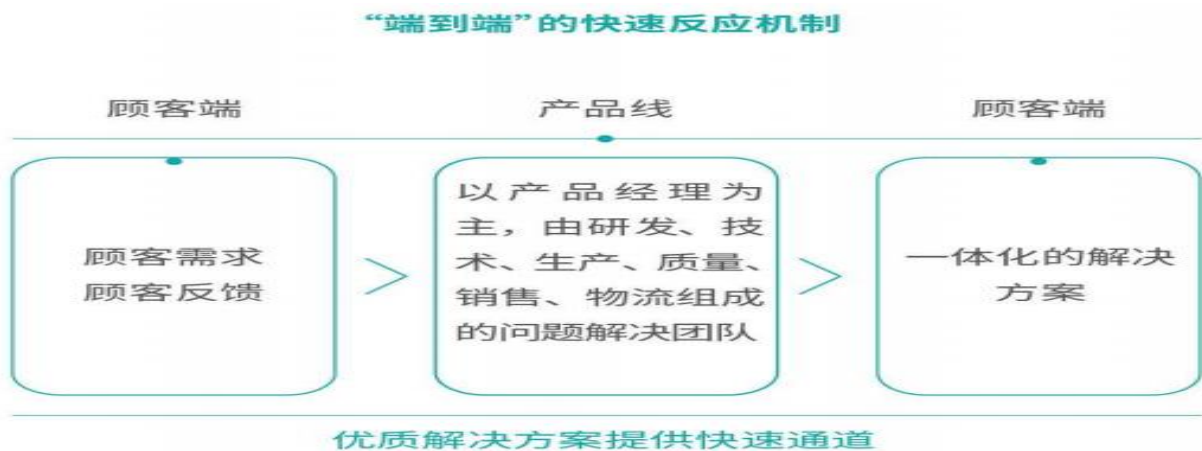 “端到端”的快速反应机制
顾客端
产品线
顾客端
顾客需求
顾客反馈
以产品经理为
主，由研发、技
术、生产、质量、
销售、物流组成
的问题解决团队
一体化的解决
方案
优质解决方案提供快速通道